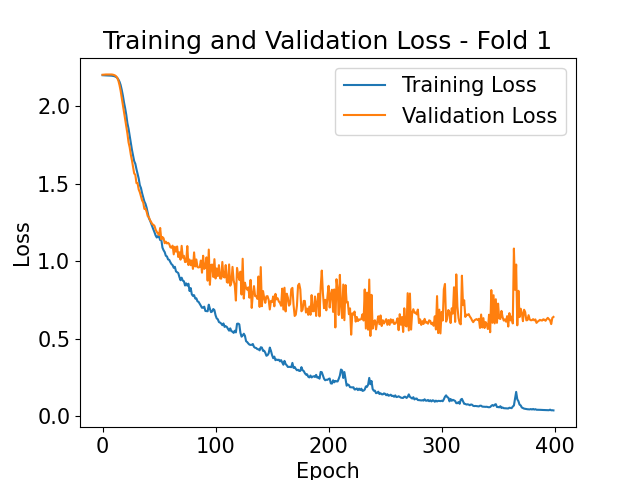 Training and Validation Loss - Fold 1
Training Loss
Validation Loss
Loss
2.0
1.5
1.0
0.5
0.0
0 100 200 300 400
Epoch